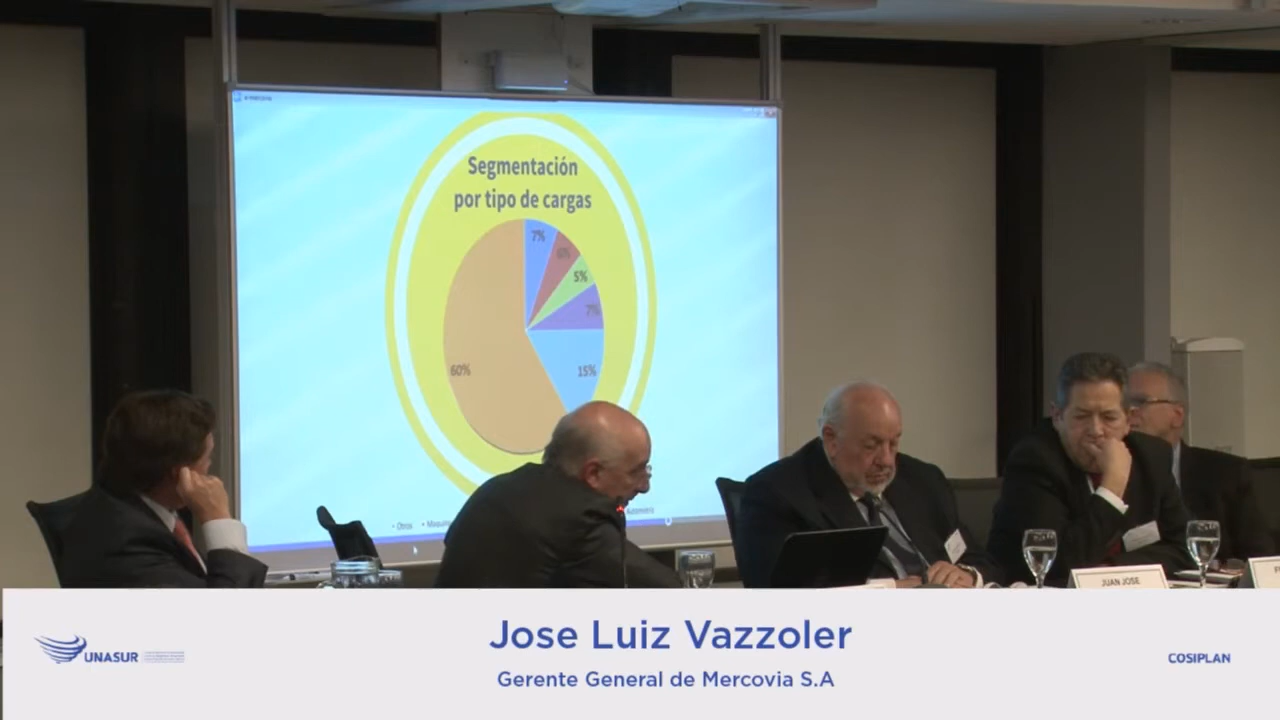 Segmentación
por tipo de cargas
7%
6%
5%
7%
15%
60%
• Otros
JUAN JOSE
Jose Luiz Vazzoler
Gerente General de Mercovia S.A
UNASUR
COSIPLAN